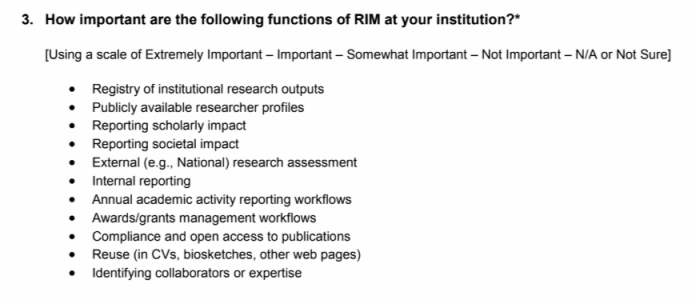 3. How important are the following functions of RIM at your institution?*
[Using a scale of Extremely Important – Important – Somewhat Important – Not Important – N/A or Not Sure]
• Registry of institutional research outputs
• Publicly available researcher profiles
• Reporting scholarly impact
• Reporting societal impact
• External (e.g., National) research assessment
• Internal reporting
• Annual academic activity reporting workflows
• Awards/grants management workflows
• Compliance and open access to publications
• Reuse (in CVs, biosketches, other web pages)
• Identifying collaborators or expertise